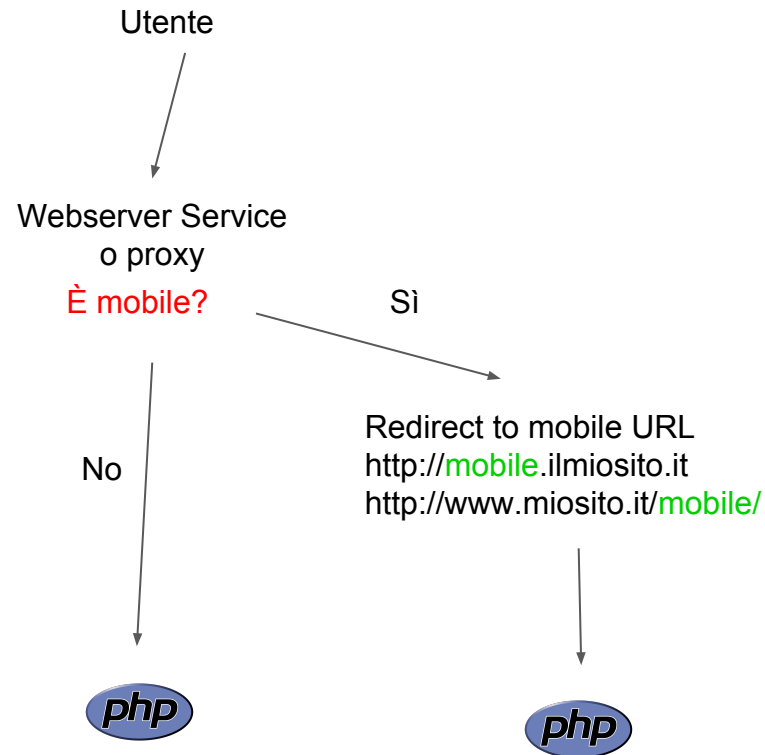 Utente
Webserver Service
o proxy
È mobile?
Sì
No
Redirect to mobile URL
http://mobile.ilmiosito.it
http://www.miosito.it/mobile/
php
php